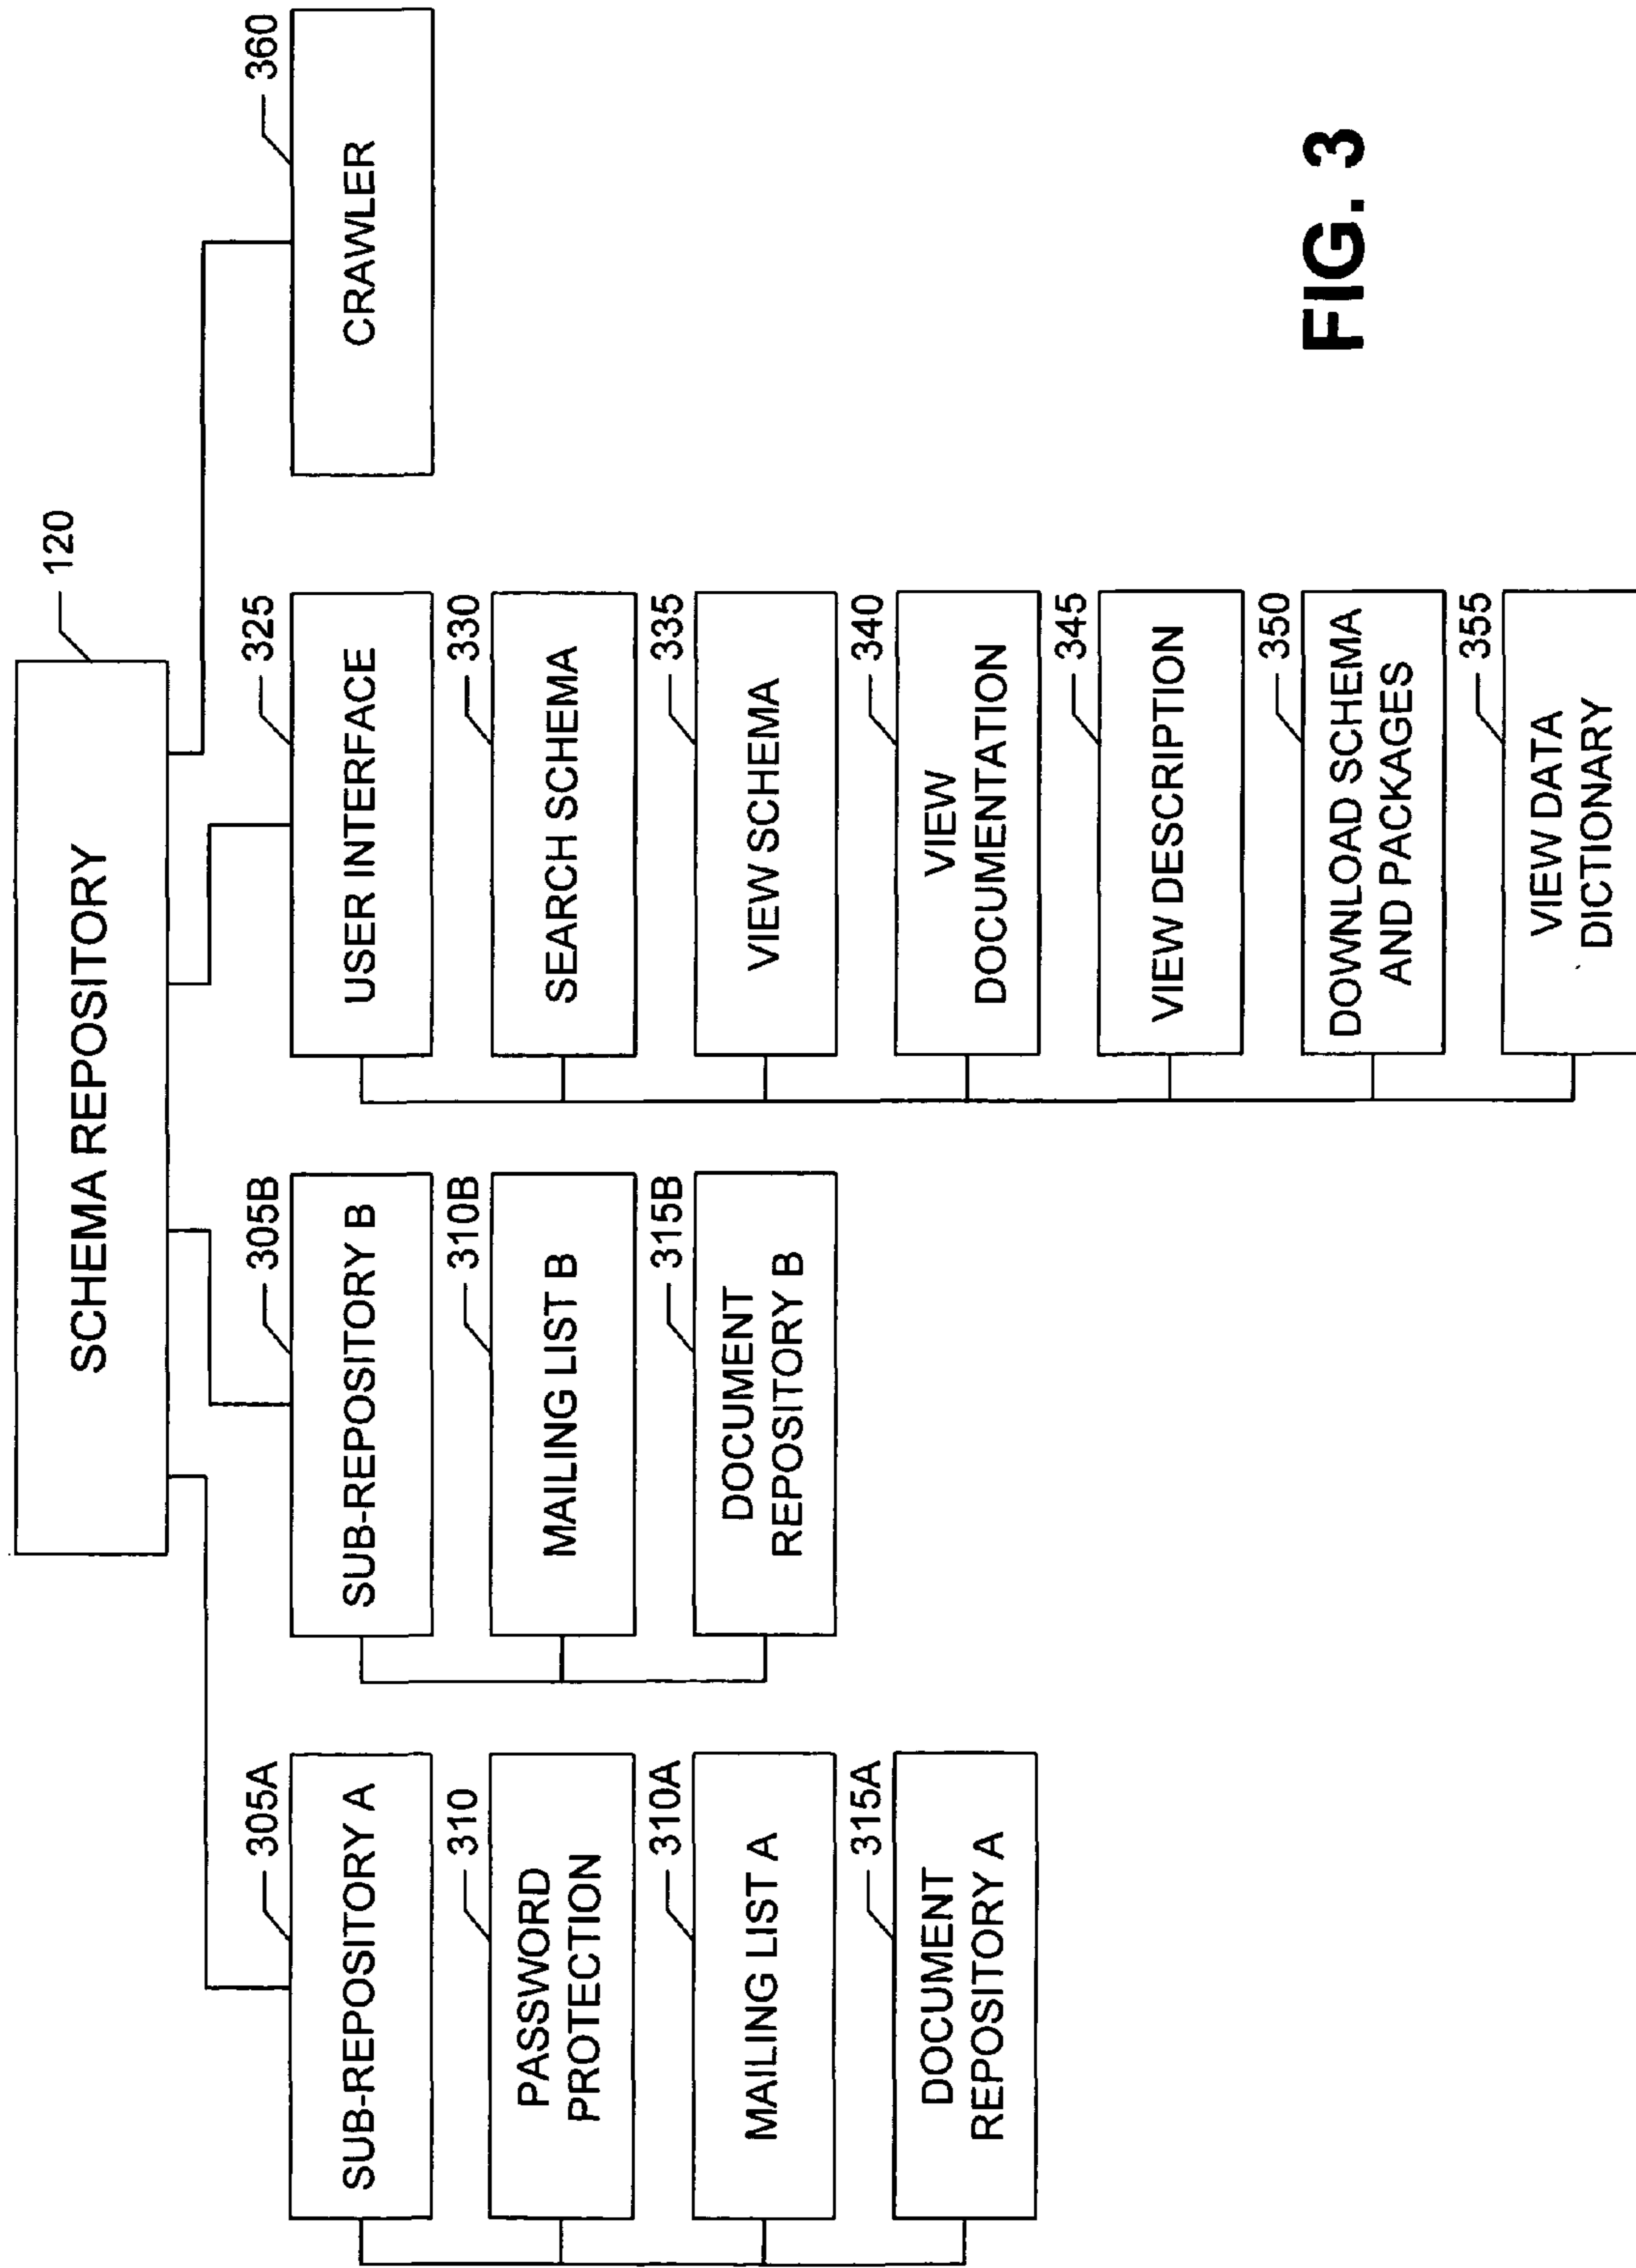 SCHEMA REPOSITORY
120
SUB-REPOSITORY A
305A
PASSWORD
PROTECTION
310
MAILING LIST A
310A
DOCUMENT
REPOSITORY A
315A
SUB-REPOSITORY B
305B
MAILING LIST B
310B
DOCUMENT
REPOSITORY B
315B
USER INTERFACE
325
SEARCH SCHEMA
330
VIEW SCHEMA
335
VIEW
DOCUMENTATION
340
VIEW DESCRIPTION
345
DOWNLOAD SCHEMA
AND PACKAGES
350
VIEW DATA
DICTIONARY
355
CRAWLER
360
FIG. 3